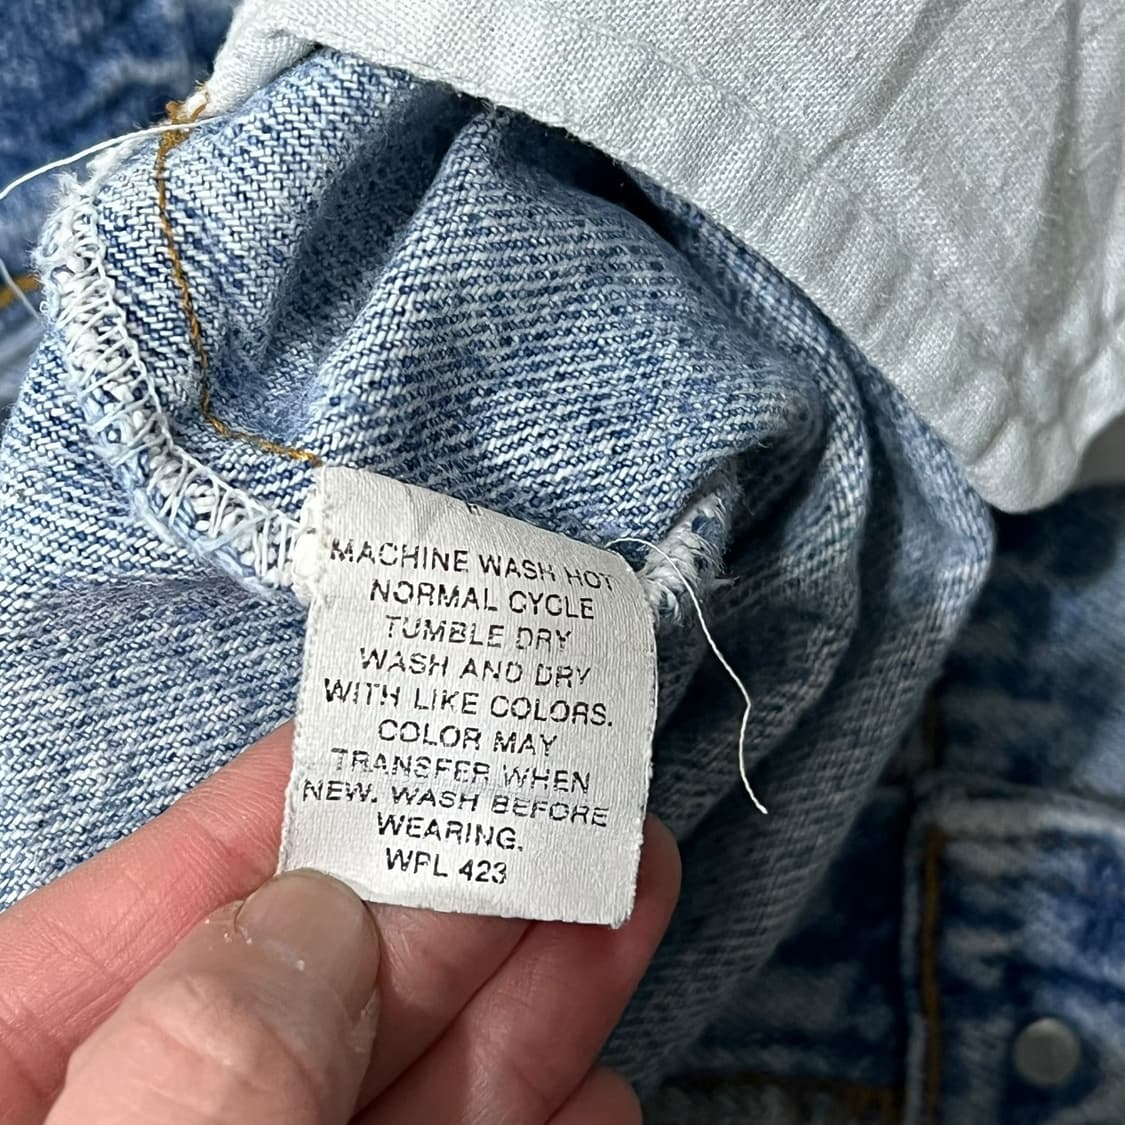 MACHINE WASH HOT
NORMAL CYCLE
TUMBLE DRY
WASH AND DRY
WITH LIKE COLORS.
COLOR MAY
TRANSFER WHEN
NEW. WASH BEFORE
WEARING.
WPL 423